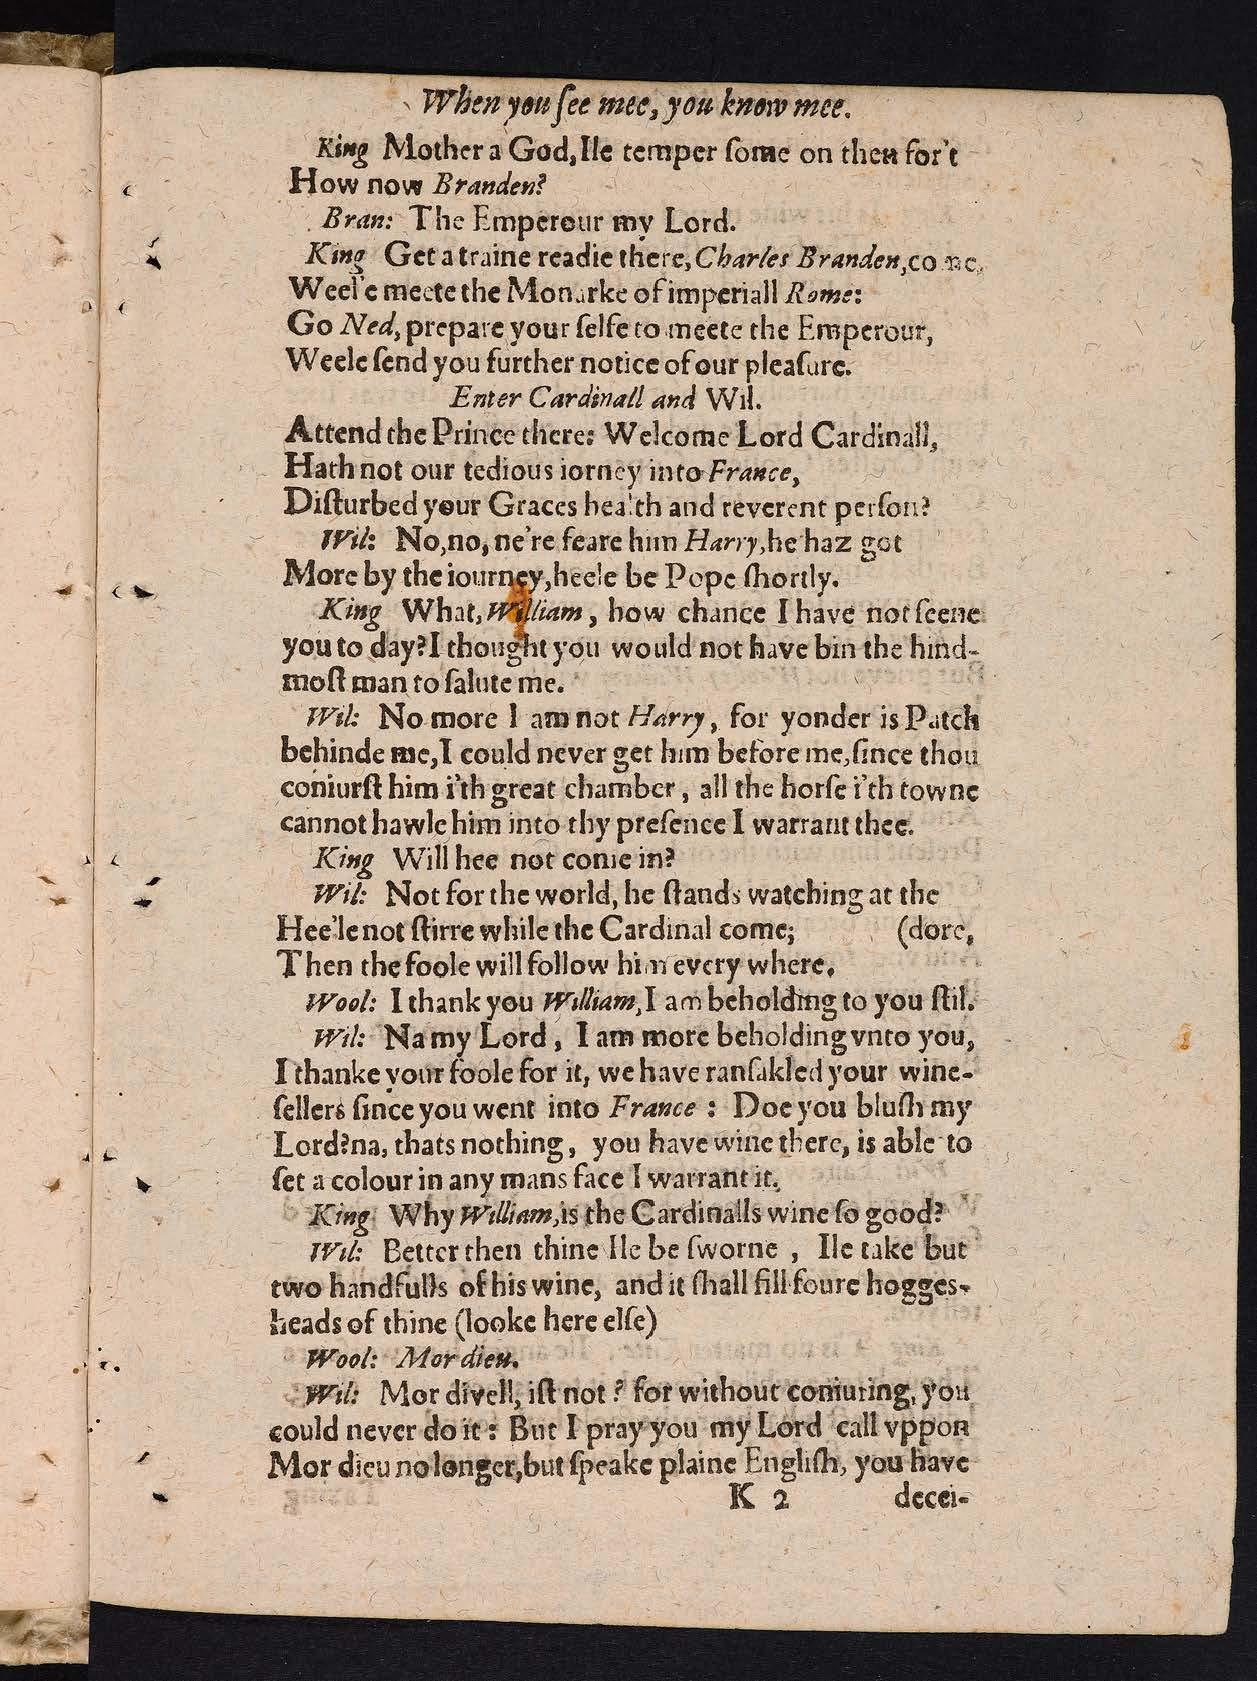 When you ſee mee, you know mee.
King Mother a God, Ile temper ſome on then for't
How now Branden?
Bran: The Emperour my Lord.
King Get a traine readie there, Charles Branden, come,
Weel'e meete the Monarke of imperiall Rome:
Go Ned, prepare your ſelfe to meete the Emperour,
Weele ſend you further notice of our pleaſure.
Enter Cardinall and Wil.
Attend the Prince there: Welcome Lord Cardinall,
Hath not our tedious iorney into France,
Diſturbed your Graces health and reverent perſon?
Wil: No, no, ne're feare him Harry, he haz got
More by the iourney, heele be Pope ſhortly.
King What, William, how chance I have not ſeene
you to day? I thought you would not have bin the hind-
moſt man to ſalute me.
Wil: No more I am not Harry, for yonder is Patch
behinde me, I could never get him before me, ſince thou
coniurſt him i'th great chamber, all the horſe i'th towne
cannot hawle him into thy preſence I warrant thee.
King Will hee not come in?
Wil: Not for the world, he ſtands watching at the
Hee'le not ſtirre while the Cardinal come; (dore,
Then the foole will follow him every where.
Wool: I thank you William, I am beholding to you ſtil.
Wil: Na my Lord, I am more beholding vnto you,
I thanke your foole for it, we have ranſakled your wine-
ſellers ſince you went into France: Doe you bluſh my
Lord? na, thats nothing, you have wine there, is able to
ſet a colour in any mans face I warrant it.
King Why William, is the Cardinalls wine ſo good?
Wil: Better then thine Ile be ſworne, Ile take but
two handfulls of his wine, and it ſhall fill foure hogges-
heads of thine (looke here elſe)
Wool: Mor dieu.
Wil: Mor divell, iſt not? for without coniuring, you
could never do it: But I pray you my Lord call vppon
Mor dieu no longer, but ſpeake plaine Engliſh, you have
K 2 decei-